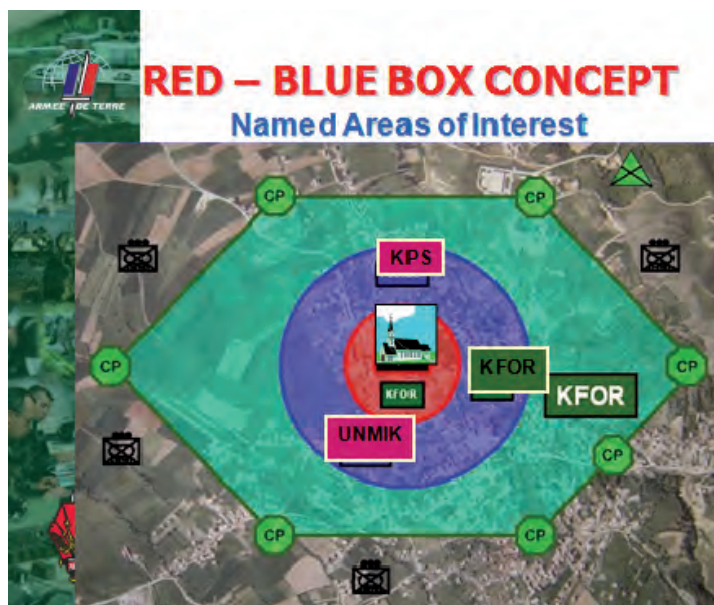 ARMEE DE TERRE
RED – BLUE BOX CONCEPT
Named Areas of Interest
CP
CP
KPS
CP
KFOR
CP
KFOR
KFOR
UNMIK
CP
CP
CP